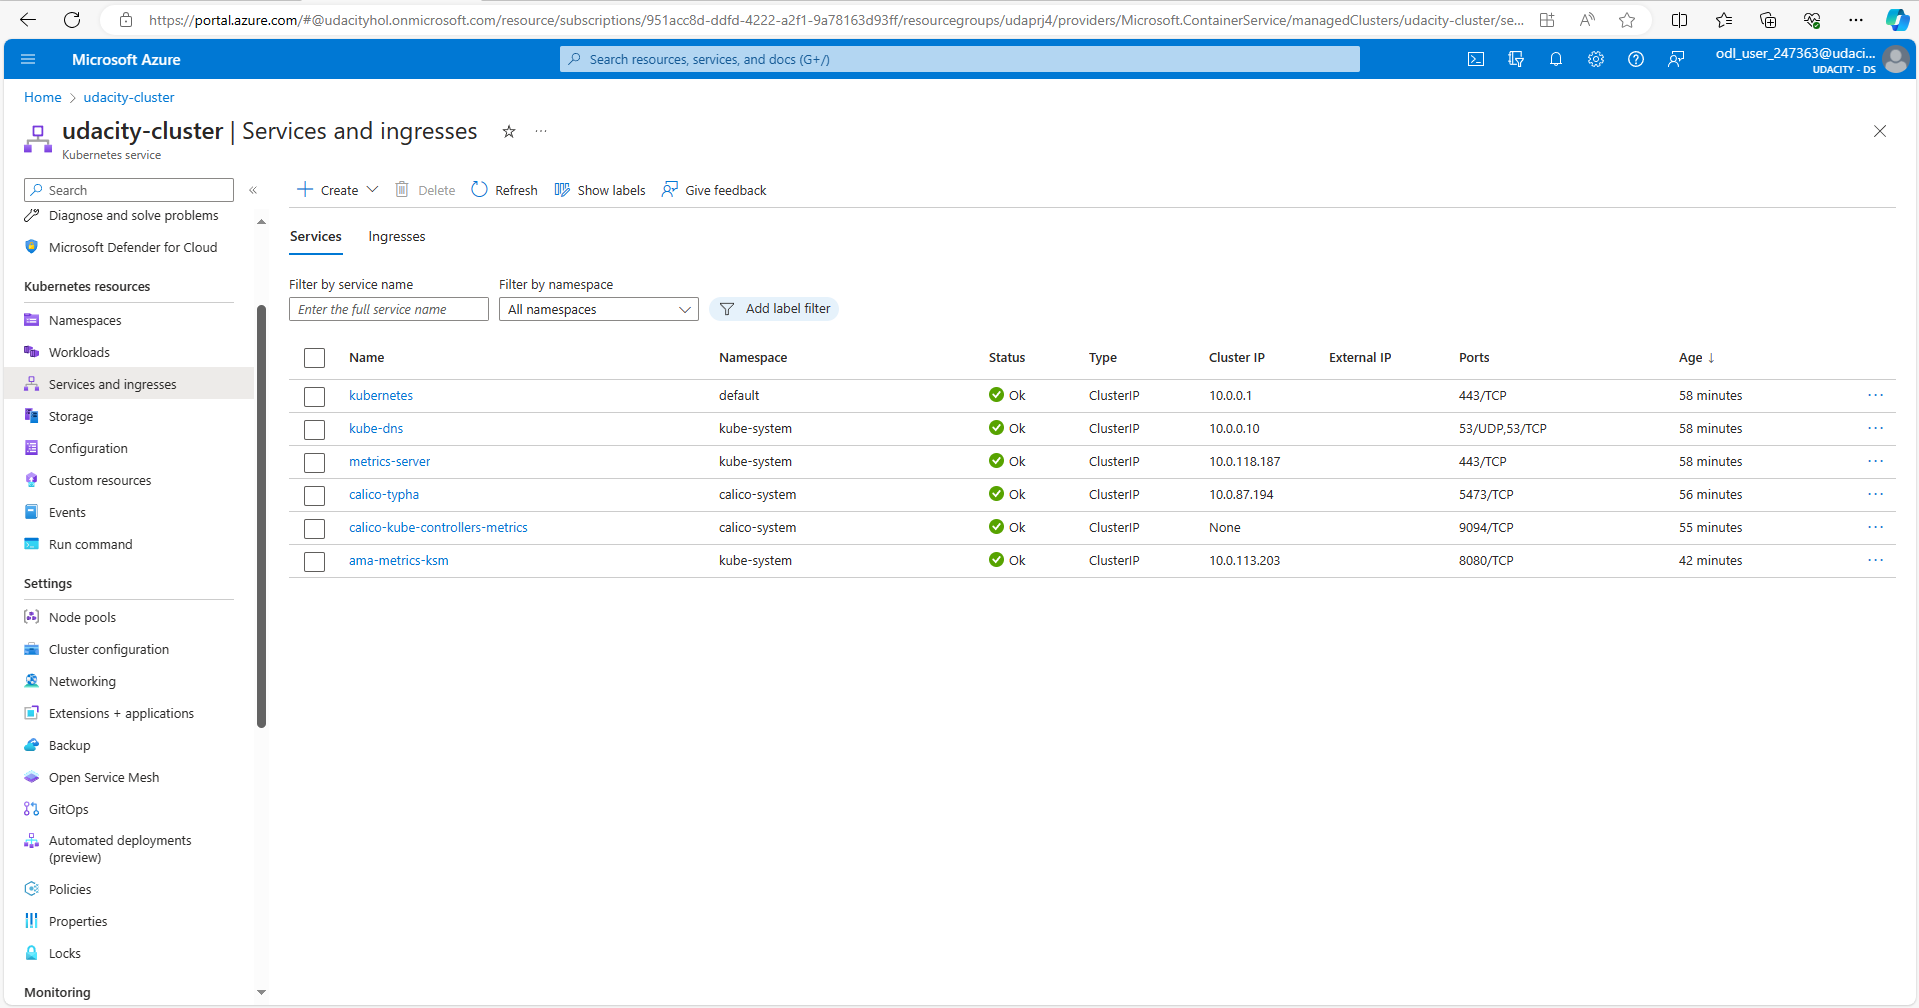 https://portal.azure.com/#@udacityhol.onmicrosoft.com/resource/subscriptions/951acc8d-ddfd-4222-a2f1-9a78163d93ff/resourcegroups/udaprj4/providers/Microsoft.ContainerService/managedClusters/udacity-cluster/se...
Microsoft Azure
Search resources, services, and docs (G+/)
odl_user_247363@udaci...
UDACITY - DS
Home > udacity-cluster
udacity-cluster | Services and ingresses
Kubernetes service
Search
Diagnose and solve problems
Microsoft Defender for Cloud
Kubernetes resources
Namespaces
Workloads
Services and ingresses
Storage
Configuration
Custom resources
Events
Run command
Settings
Node pools
Cluster configuration
Networking
Extensions + applications
Backup
Open Service Mesh
GitOps
Automated deployments
(preview)
Policies
Properties
Locks
Monitoring
Create Delete Refresh Show labels Give feedback
Services Ingresses
Filter by service name Filter by namespace
Enter the full service name All namespaces Add label filter
Name Namespace Status Type Cluster IP External IP Ports Age ↓
kubernetes default Ok ClusterIP 10.0.0.1 443/TCP 58 minutes
kube-dns kube-system Ok ClusterIP 10.0.0.10 53/UDP,53/TCP 58 minutes
metrics-server kube-system Ok ClusterIP 10.0.118.187 443/TCP 58 minutes
calico-typha calico-system Ok ClusterIP 10.0.87.194 5473/TCP 56 minutes
calico-kube-controllers-metrics calico-system Ok ClusterIP None 9094/TCP 55 minutes
ama-metrics-ksm kube-system Ok ClusterIP 10.0.113.203 8080/TCP 42 minutes